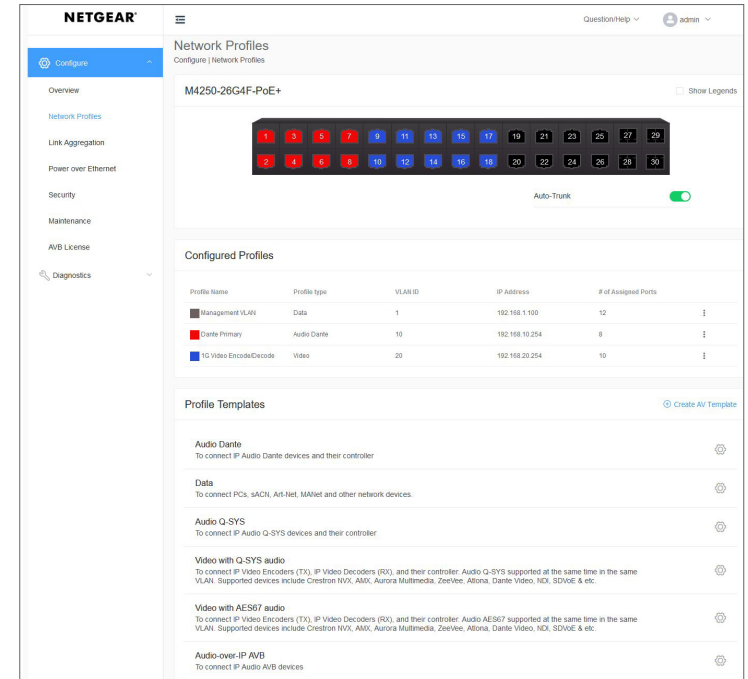 NETGEAR®
Question/Help
admin
Configure
Overview
Network Profiles
Link Aggregation
Power over Ethernet
Security
Maintenance
AVB License
Diagnostics
Network Profiles
Configure | Network Profiles
M4250-26G4F-PoE+
Show Legends
1 3 5 7 9 11 13 15 17 19 21 23 25 27 29
2 4 6 8 10 12 14 16 18 20 22 24 26 28 30
Auto-Trunk
Configured Profiles
Profile Name Profile type VLAN ID IP Address # of Assigned Ports
Management VLAN Data 1 192.168.1.100 12
Dante Primary Audio Dante 10 192.168.10.254 8
1G Video Encode/Decode Video 20 192.168.20.254 10
Profile Templates
Create AV Template
Audio Dante
To connect IP Audio Dante devices and their controller
Data
To connect PCs, sACN, Art-Net, MANet and other network devices.
Audio Q-SYS
To connect IP Audio Q-SYS devices and their controller
Video with Q-SYS audio
To connect IP Video Encoders (TX), IP Video Decoders (RX), and their controller. Audio Q-SYS supported at the same time in the same
VLAN. Supported devices include Crestron NVX, AMX, Aurora Multimedia, ZeeVee, Atlona, Dante Video, NDI, SDVoE & etc.
Video with AES67 audio
To connect IP Video Encoders (TX), IP Video Decoders (RX), and their controller. Audio AES67 supported at the same time in the same
VLAN. Supported devices include Crestron NVX, AMX, Aurora Multimedia, ZeeVee, Atlona, Dante Video, NDI, SDVoE & etc.
Audio-over-IP AVB
To connect IP Audio AVB devices